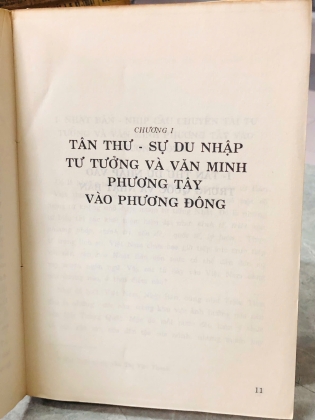 CHƯƠNG I
TÂN THƯ - SỰ DU NHẬP
TƯ TƯỞNG VÀ VĂN MINH
PHƯƠNG TÂY
VÀO PHƯƠNG ĐÔNG
11